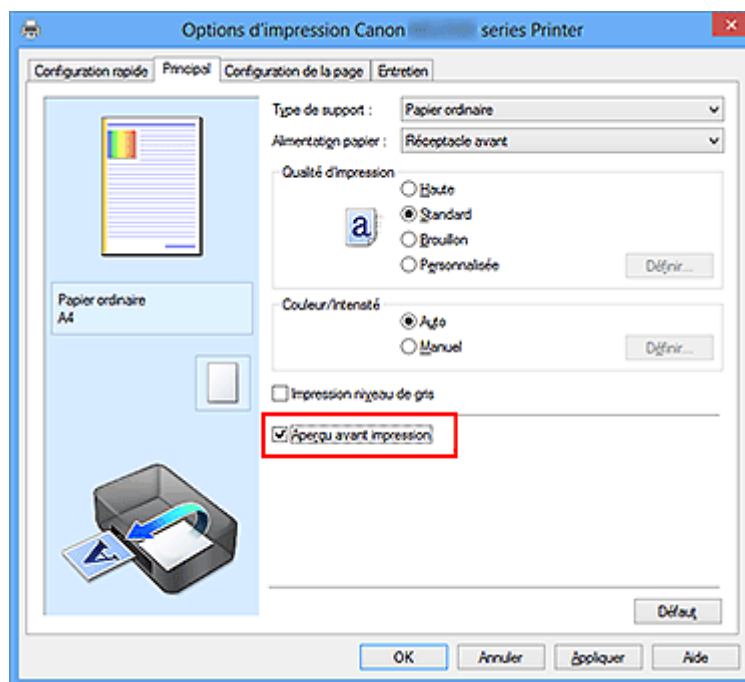 Options d'impression Canon series Printer
Configuration rapide Principal Configuration de la page Entretien
Type de support : Papier ordinaire
Alimentation papier : Réceptacle avant
Qualité d'impression
Haute
a Standard
Brouillon
Personnalisée Définir...
Papier ordinaire
A4
Couleur/Intensité
Auto
Manuel Définir...
Impression niveau de gris
Aperçu avant impression
A
Défaut
OK Annuler Appliquer Aide